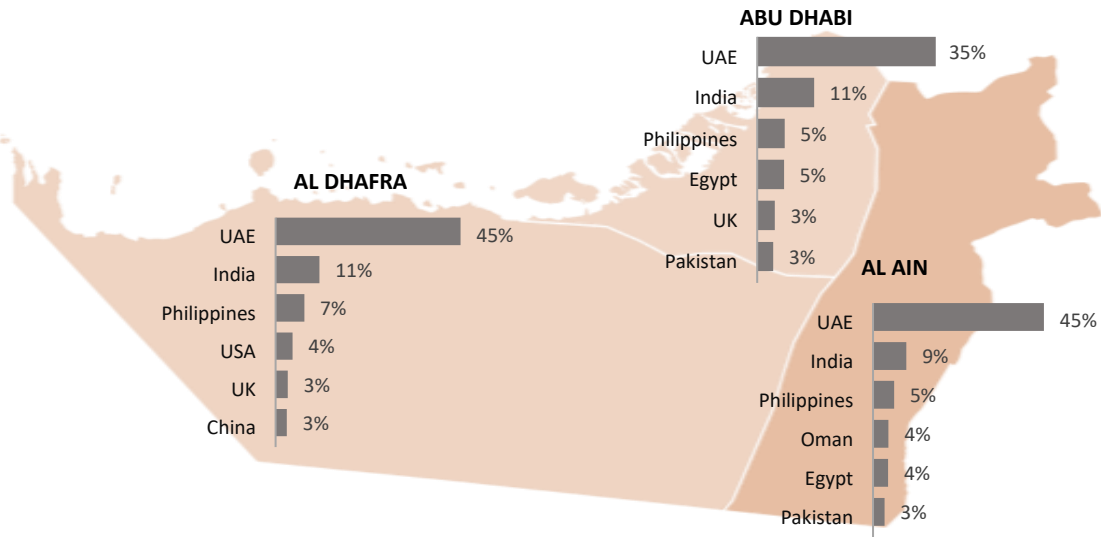 ABU DHABI
UAE 35%
India 11%
Philippines 5%
Egypt 5%
UK 3%
Pakistan 3%
AL DHAFRA
UAE 45%
India 11%
Philippines 7%
USA 4%
UK 3%
China 3%
AL AIN
UAE 45%
India 9%
Philippines 5%
Oman 4%
Egypt 4%
Pakistan 3%